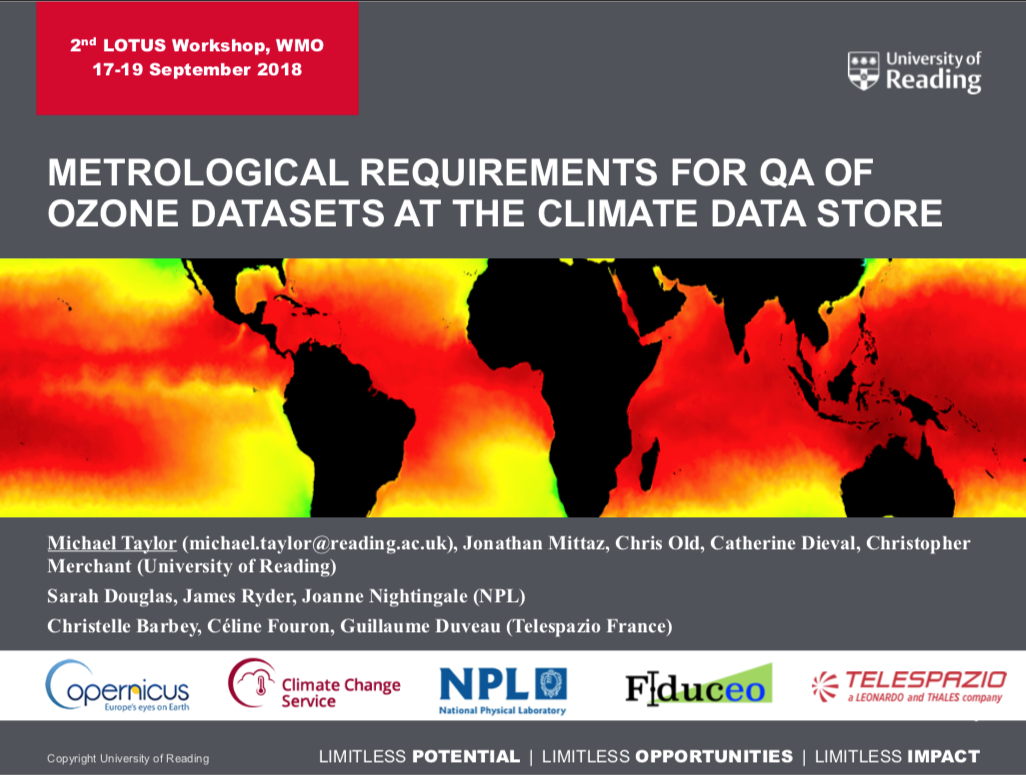 2nd LOTUS Workshop, WMO
17-19 September 2018
University of
Reading
METROLOGICAL REQUIREMENTS FOR QA OF
OZONE DATASETS AT THE CLIMATE DATA STORE
Michael Taylor (michael.taylor@reading.ac.uk), Jonathan Mittaz, Chris Old, Catherine Dieval, Christopher
Merchant (University of Reading)
Sarah Douglas, James Ryder, Joanne Nightingale (NPL)
Christelle Barbey, Céline Fouron, Guillaume Duveau (Telespazio France)
Copernicus
Europe's eyes on Earth
Climate Change
Service
NPL
National Physical Laboratory
Fiduceo
TELESPAZIO
a LEONARDO and THALES company
Copyright University of Reading
LIMITLESS POTENTIAL | LIMITLESS OPPORTUNITIES | LIMITLESS IMPACT